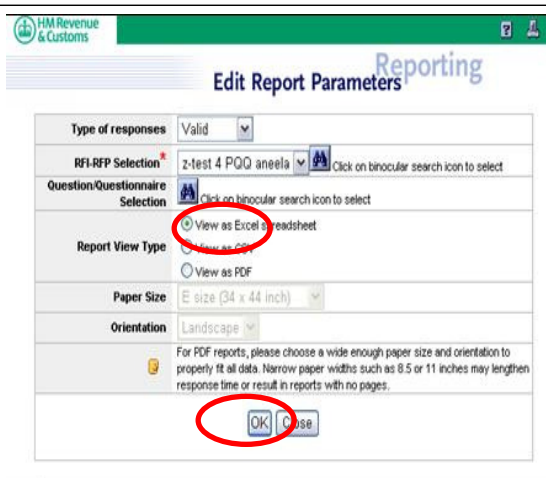 HM Revenue
& Customs
Reporting
Edit Report Parameters
Type of responses Valid
RFI-RFP Selection* z-test 4 PQQ aneela Click on binocular search icon to select
Question/Questionnaire
Selection Click on binocular search icon to select
View as Excel spreadsheet
Report View Type View as CSV
View as PDF
Paper Size E size (34 x 44 inch)
Orientation Landscape
For PDF reports, please choose a wide enough paper size and orientation to
properly fit all data. Narrow paper widths such as 8.5 or 11 inches may lengthen
response time or result in reports with no pages.
OK Close